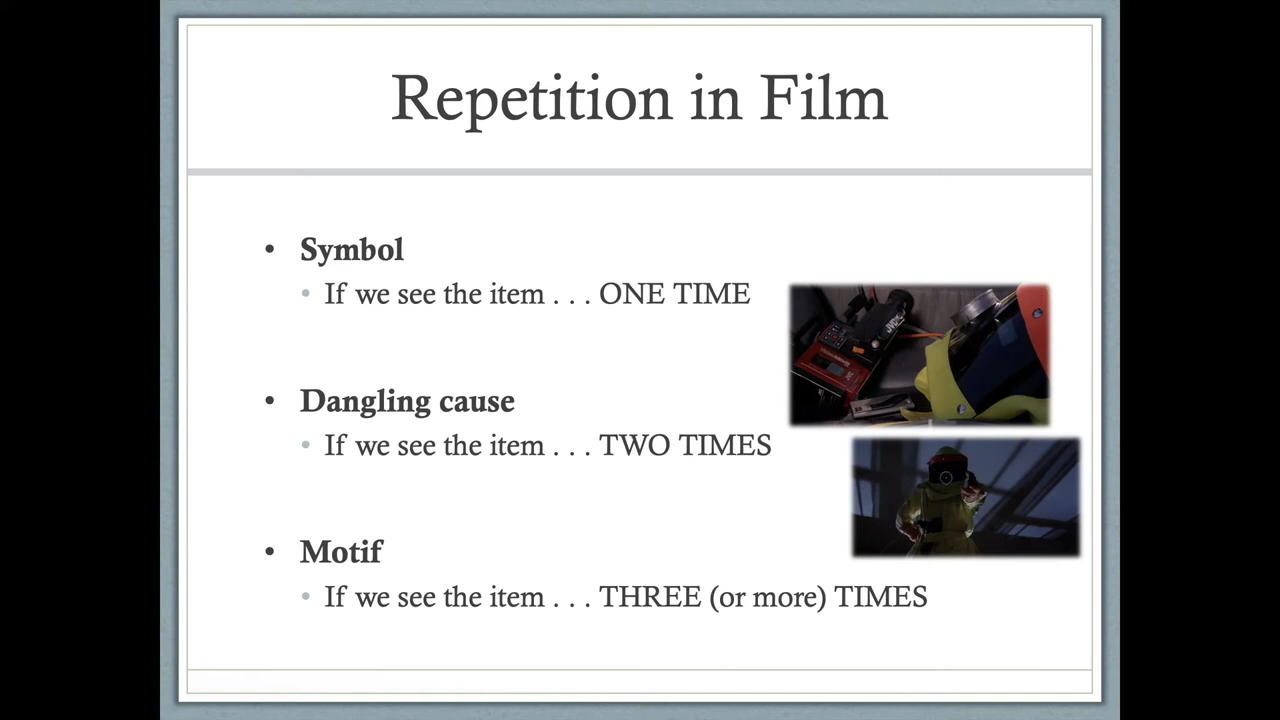 Repetition in Film
• Symbol
• If we see the item . . . ONE TIME
JVC
• Dangling cause
• If we see the item . . . TWO TIMES
• Motif
• If we see the item . . . THREE (or more) TIMES